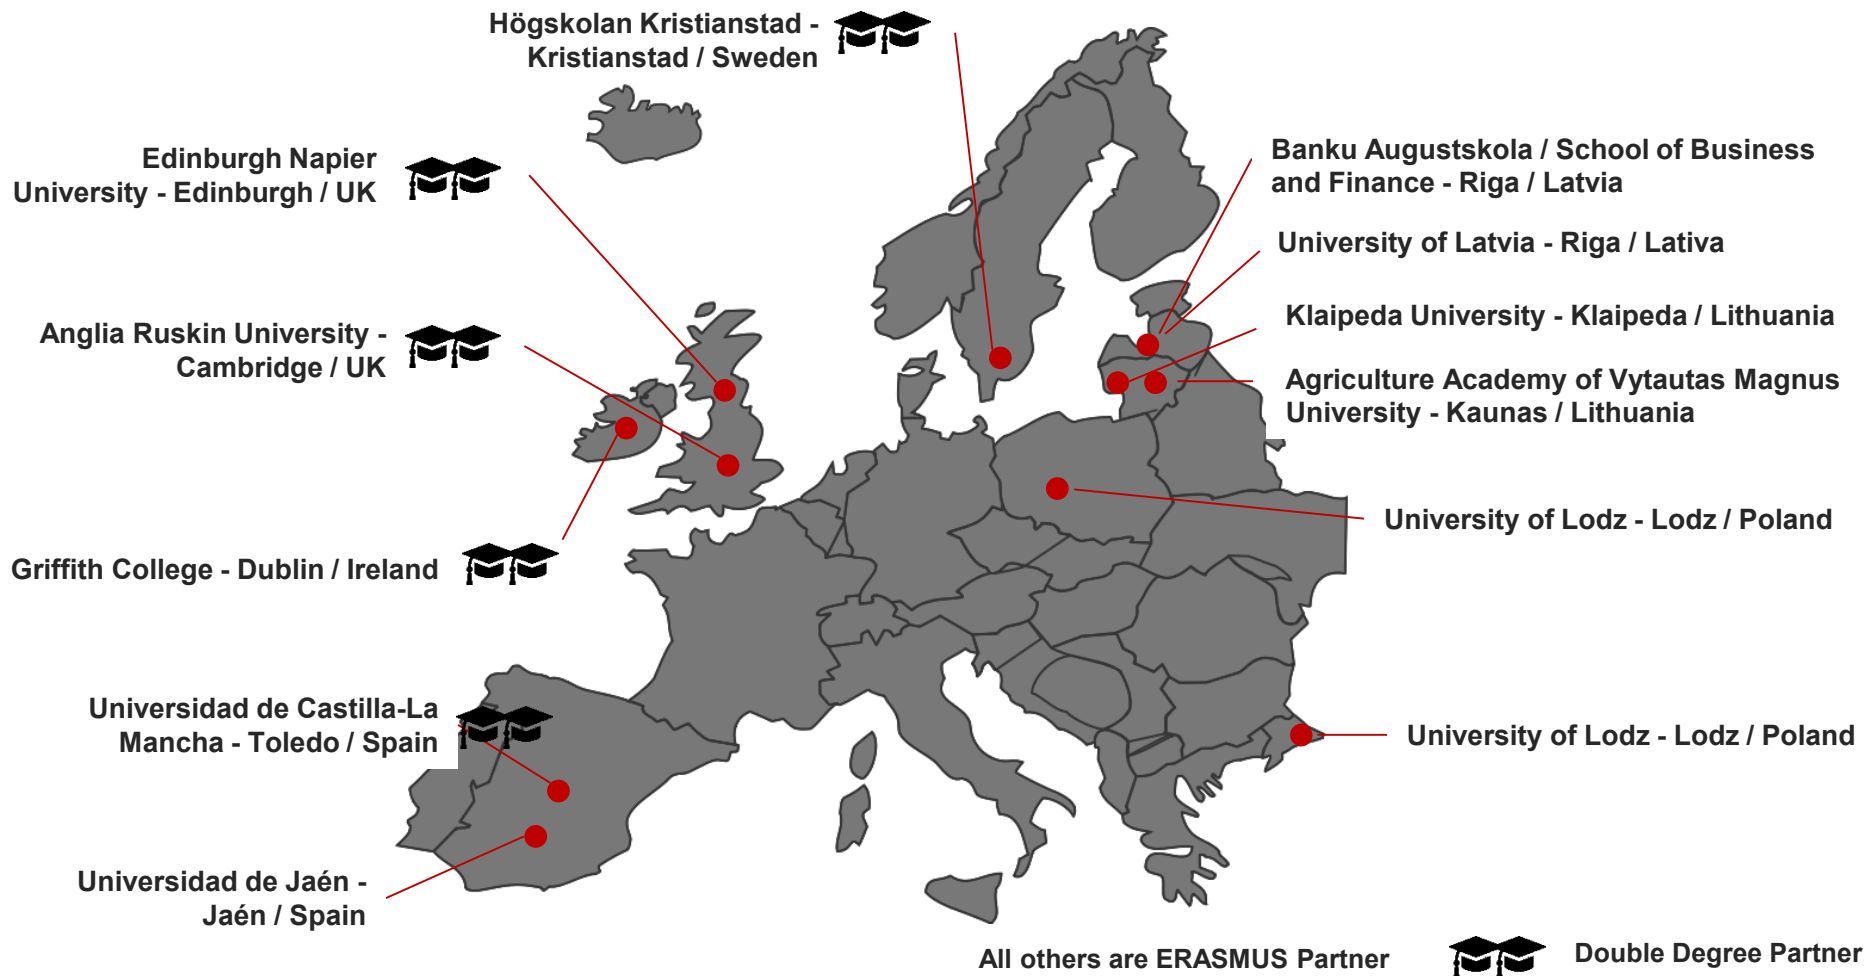 Högskolan Kristianstad -
Kristianstad / Sweden
Edinburgh Napier
University - Edinburgh / UK
Anglia Ruskin University -
Cambridge / UK
Griffith College - Dublin / Ireland
Universidad de Castilla-La
Mancha - Toledo / Spain
Universidad de Jaén -
Jaén / Spain
Banku Augustskola / School of Business
and Finance - Riga / Latvia
University of Latvia - Riga / Lativa
Klaipeda University - Klaipeda / Lithuania
Agriculture Academy of Vytautas Magnus
University - Kaunas / Lithuania
University of Lodz - Lodz / Poland
University of Lodz - Lodz / Poland
All others are ERASMUS Partner
Double Degree Partner